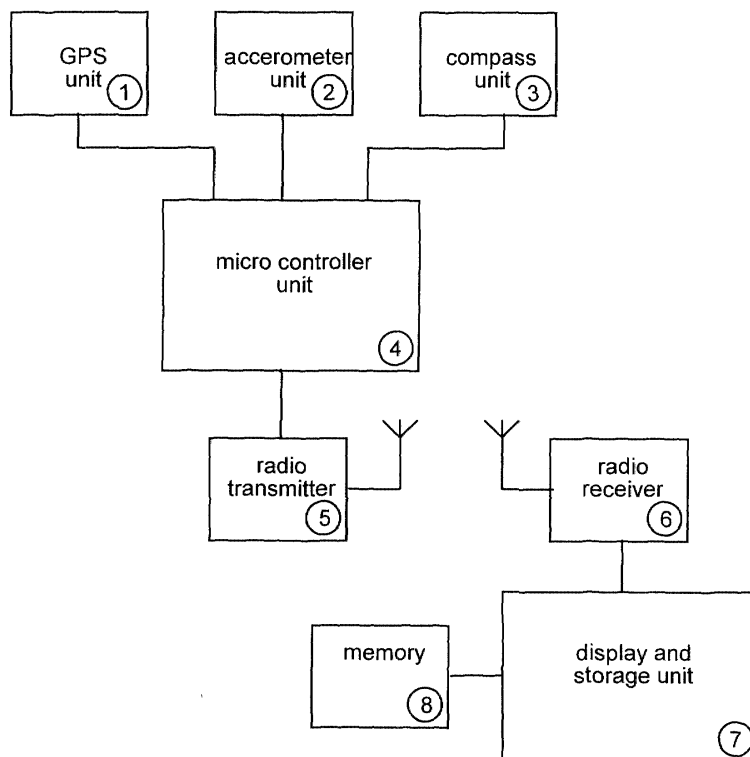 GPS
unit
1
accerometer
unit
2
compass
unit
3
micro controller
unit
4
radio
transmitter
5
radio
receiver
6
memory
8
display and
storage unit
7